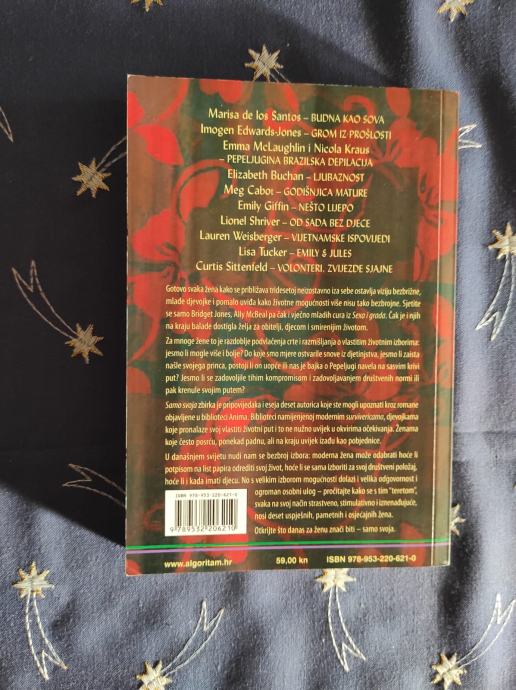 Marisa de los Santos – BUDNA KAO SOVA
Imogen Edwards-Jones – GROM IZ PROŠLOSTI
Emma McLaughlin i Nicola Kraus
– PEPELJUGINA BRAZILSKA DEPILACIJA
Elizabeth Buchan – LJUBAZNOST
Meg Cabot – GODIŠNJICA MATURE
Emily Giffin – NEŠTO LIJEPO
Lionel Shriver – OD SADA BEZ DJECE
Lauren Weisberger – VIJETNAMSKE ISPOVIJEDI
Lisa Tucker – EMILY & JULES
Curtis Sittenfeld – VOLONTERI, ZVIJEZDE SJAJNE
Gotovo svaka žena kako se približava tridesetoj neizostavno iza sebe ostavlja viziju bezbrižne,
mlade djevojke i pomalo uviđa kako životne mogućnosti više nisu tako bezbrojne. Sjetite
se samo Bridget Jones, Ally McBeal pa čak i vječno mladih cura iz Sexa i grada. Čak je i njih
na kraju balade dostigla želja za obitelji, djecom i smirenijim životom.
Za mnoge žene to je razdoblje podvlačenja crte i razmišljanja o vlastitim životnim izborima:
jesmo li mogle više i bolje? Do koje smo mjere ostvarile snove iz djetinjstva, jesmo li zaista
našle svojega princa, postoji li on uopće ili nas je bajka o Pepeljugi navela na sasvim krivi
put? Jesmo li se zadovoljile tihim kompromisom i zadovoljavanjem društvenih normi ili
pak krenule svojim putem?
Samo svoja zbirka je pripovijedaka i eseja deset autorica koje ste mogli upoznati kroz romane
objavljene u biblioteci Anima. Biblioteci namijenjenoj modernim survivericama, djevojkama
koje pronalaze svoj vlastiti životni put i to ne nužno uvijek u okvirima očekivanja. Ženama
koje često posrću, ponekad padnu, ali na kraju uvijek izađu kao pobjednice.
U današnjem svijetu nudi nam se bezbroj izbora: moderna žena može odabrati hoće li
potpisom na list papira odrediti svoj život, hoće li se sama izboriti za svoj društveni položaj,
hoće li i kada imati djecu. No s velikim izborom mogućnosti dolazi i velika odgovornost i
ogroman osobni ulog – pročitajte kako se s tim "teretom",
svaka na svoj način strastveno, stimulativno i iznenađujuće,
nosi deset uspješnih, pametnih i osjećajnih žena.
Otkrijte što danas za ženu znači biti – samo svoja.
ISBN 978-953-220-621-0
9 789532 206210
www.algoritam.hr 59,00 kn ISBN 978-953-220-621-0